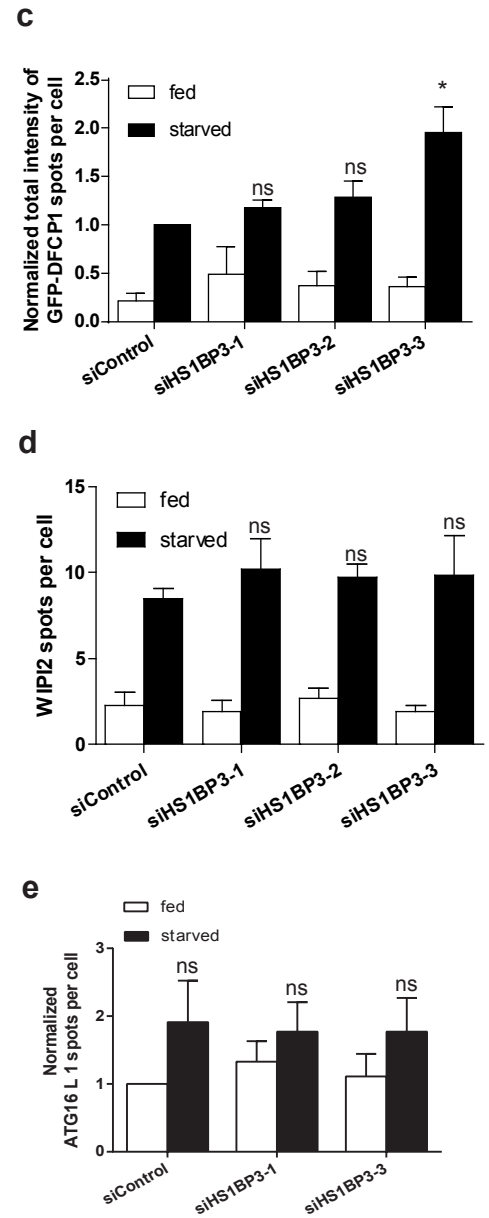 c
Normalized total intensity of
GFP-DFCP1 spots per cell
2.5
2.0
1.5
1.0
0.5
0.0
fed
starved
ns
ns
*
siControl
siHS1BP3-1
siHS1BP3-2
siHS1BP3-3
d
WIPI2 spots per cell
15
10
5
0
fed
starved
ns
ns
ns
siControl
siHS1BP3-1
siHS1BP3-2
siHS1BP3-3
e
Normalized
ATG16 L 1 spots per cell
3
2
1
0
fed
starved
ns
ns
ns
siControl
siHS1BP3-1
siHS1BP3-3